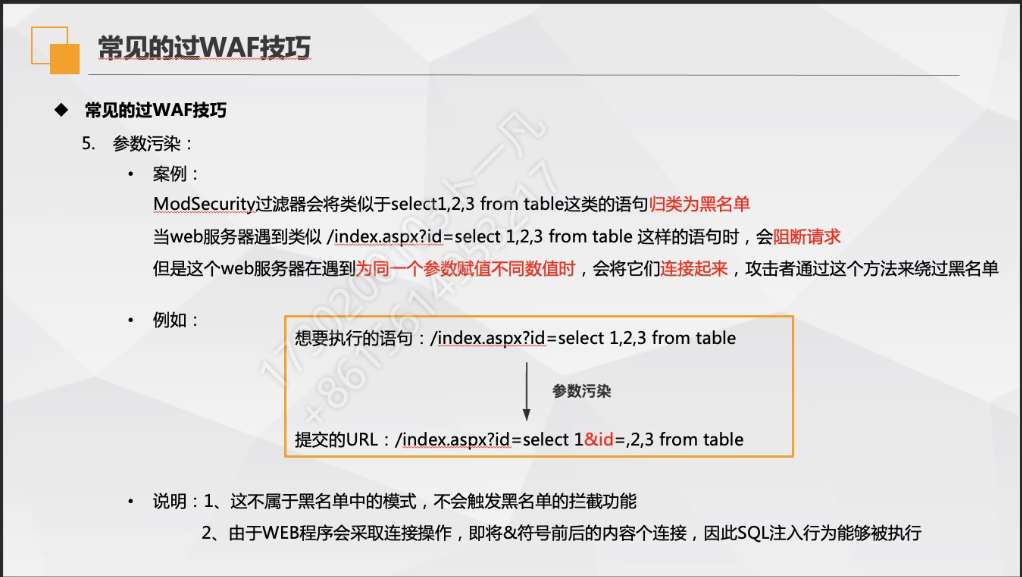 常见的过WAF技巧
◆ 常见的过WAF技巧
5. 参数污染：
• 案例：
ModSecurity过滤器会将类似于select1,2,3 from table这类的语句归类为黑名单
当web服务器遇到类似 /index.aspx?id=select 1,2,3 from table 这样的语句时，会阻断请求
但是这个web服务器在遇到为同一个参数赋值不同数值时，会将它们连接起来，攻击者通过这个方法来绕过黑名单
• 例如：
想要执行的语句：/index.aspx?id=select 1,2,3 from table
参数污染
提交的URL：/index.aspx?id=select 1&id=,2,3 from table
• 说明：1、这不属于黑名单中的模式，不会触发黑名单的拦截功能
2、由于WEB程序会采取连接操作，即将&符号前后的内容个连接，因此SQL注入行为能够被执行